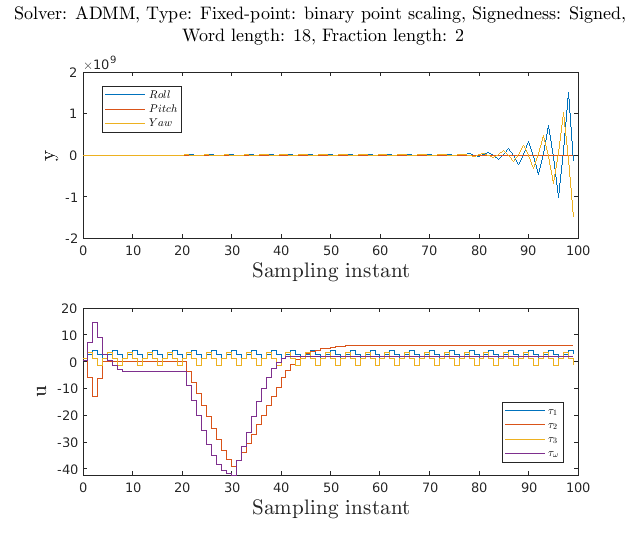 Solver: ADMM, Type: Fixed-point: binary point scaling, Signedness: Signed,
Word length: 18, Fraction length: 2
×10⁹
2
1
0
-1
-2
y
Roll
Pitch
Yaw
0 10 20 30 40 50 60 70 80 90 100
Sampling instant
20
10
0
-10
-20
-30
-40
u
τ₁
τ₂
τ₃
τω
0 10 20 30 40 50 60 70 80 90 100
Sampling instant